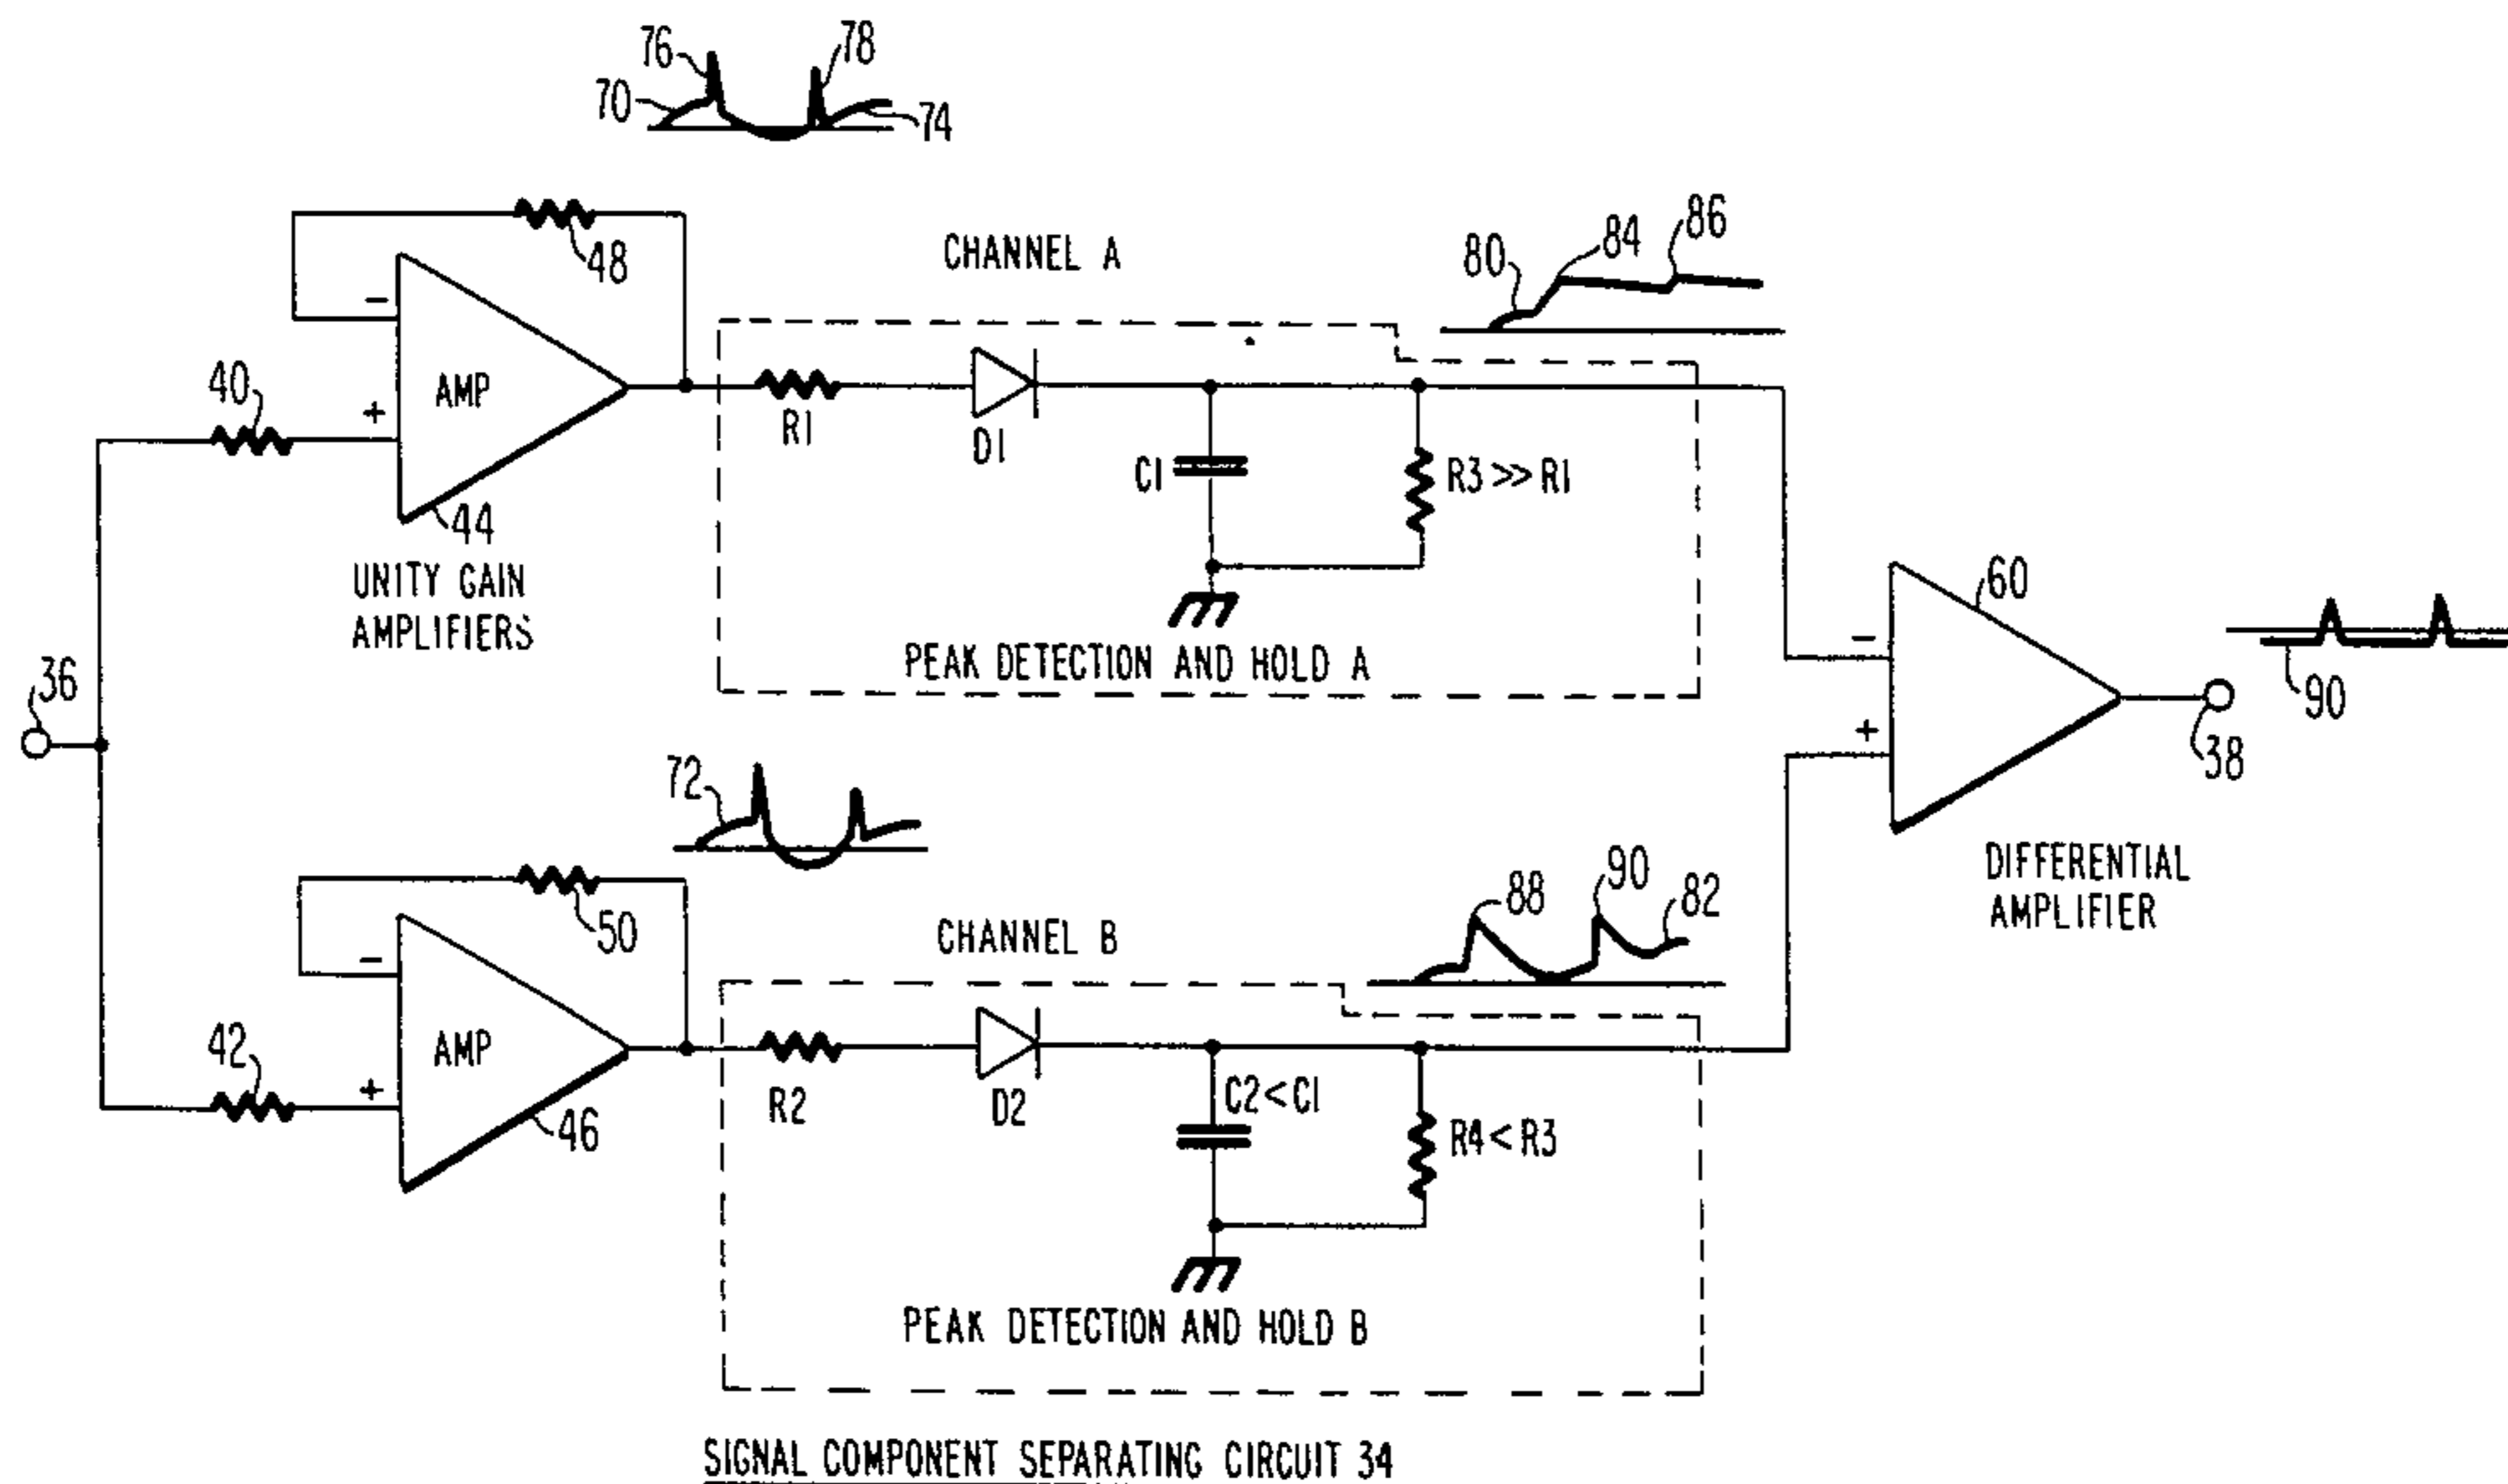 76
78
70
74
48
CHANNEL A
80
84
86
-
AMP
+
40
44
R1
D1
C1
R3>>R1
UNITY GAIN
AMPLIFIERS
PEAK DETECTION AND HOLD A
60
-
+
90
38
36
72
50
CHANNEL B
88
90
82
DIFFERENTIAL
AMPLIFIER
-
AMP
+
42
46
R2
D2
C2<C1
R4<R3
PEAK DETECTION AND HOLD B
SIGNAL COMPONENT SEPARATING CIRCUIT 34